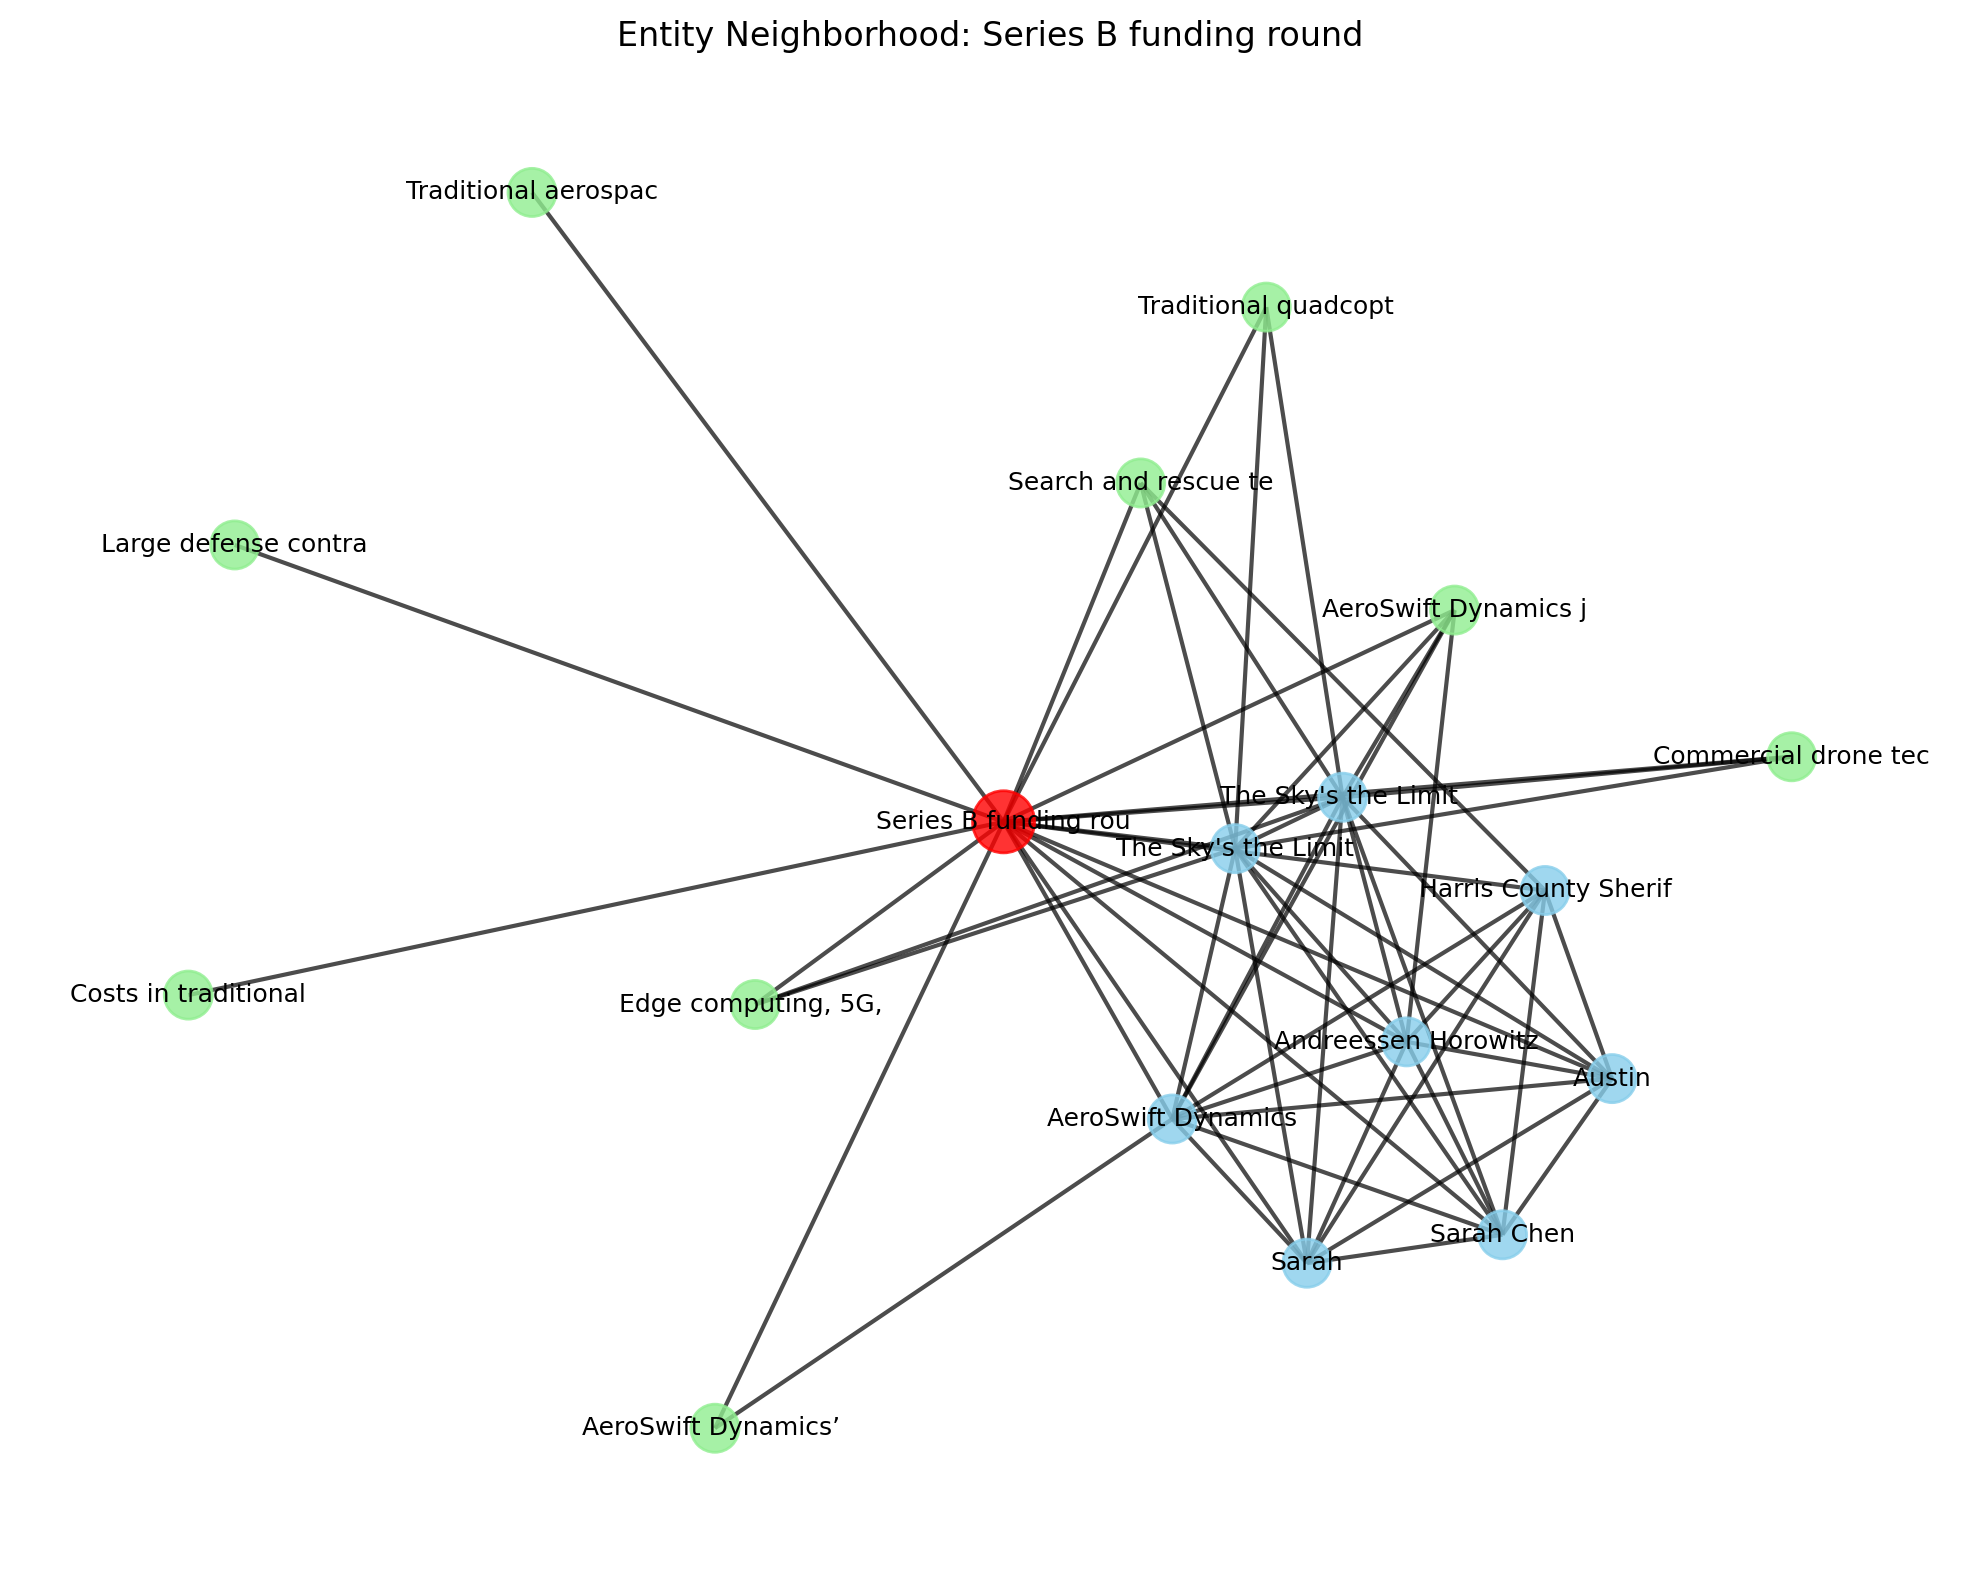 Entity Neighborhood: Series B funding round
Traditional aerospac
Traditional quadcopt
Search and rescue te
Large defense contra
AeroSwift Dynamics j
Commercial drone tec
The Sky's the Limit
Series B funding rou
The Sky's the Limit
Harris County Sherif
Costs in traditional
Edge computing, 5G,
Andreessen Horowitz
Austin
AeroSwift Dynamics
Sarah Chen
Sarah
AeroSwift Dynamics’